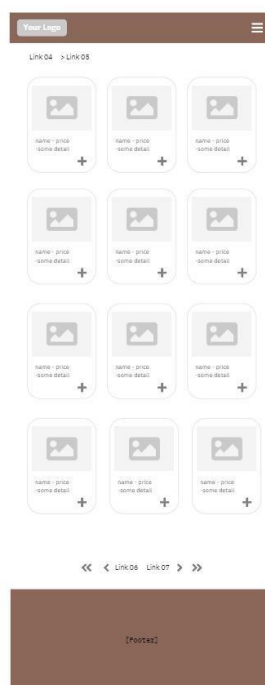 Your Logo
Link 04 > Link 05
name - price name - price name - price
-some detail -some detail -some detail
name - price name - price name - price
-some detail -some detail -some detail
name - price name - price name - price
-some detail -some detail -some detail
name - price name - price name - price
-some detail -some detail -some detail
Link 06 Link 07
[Footer]